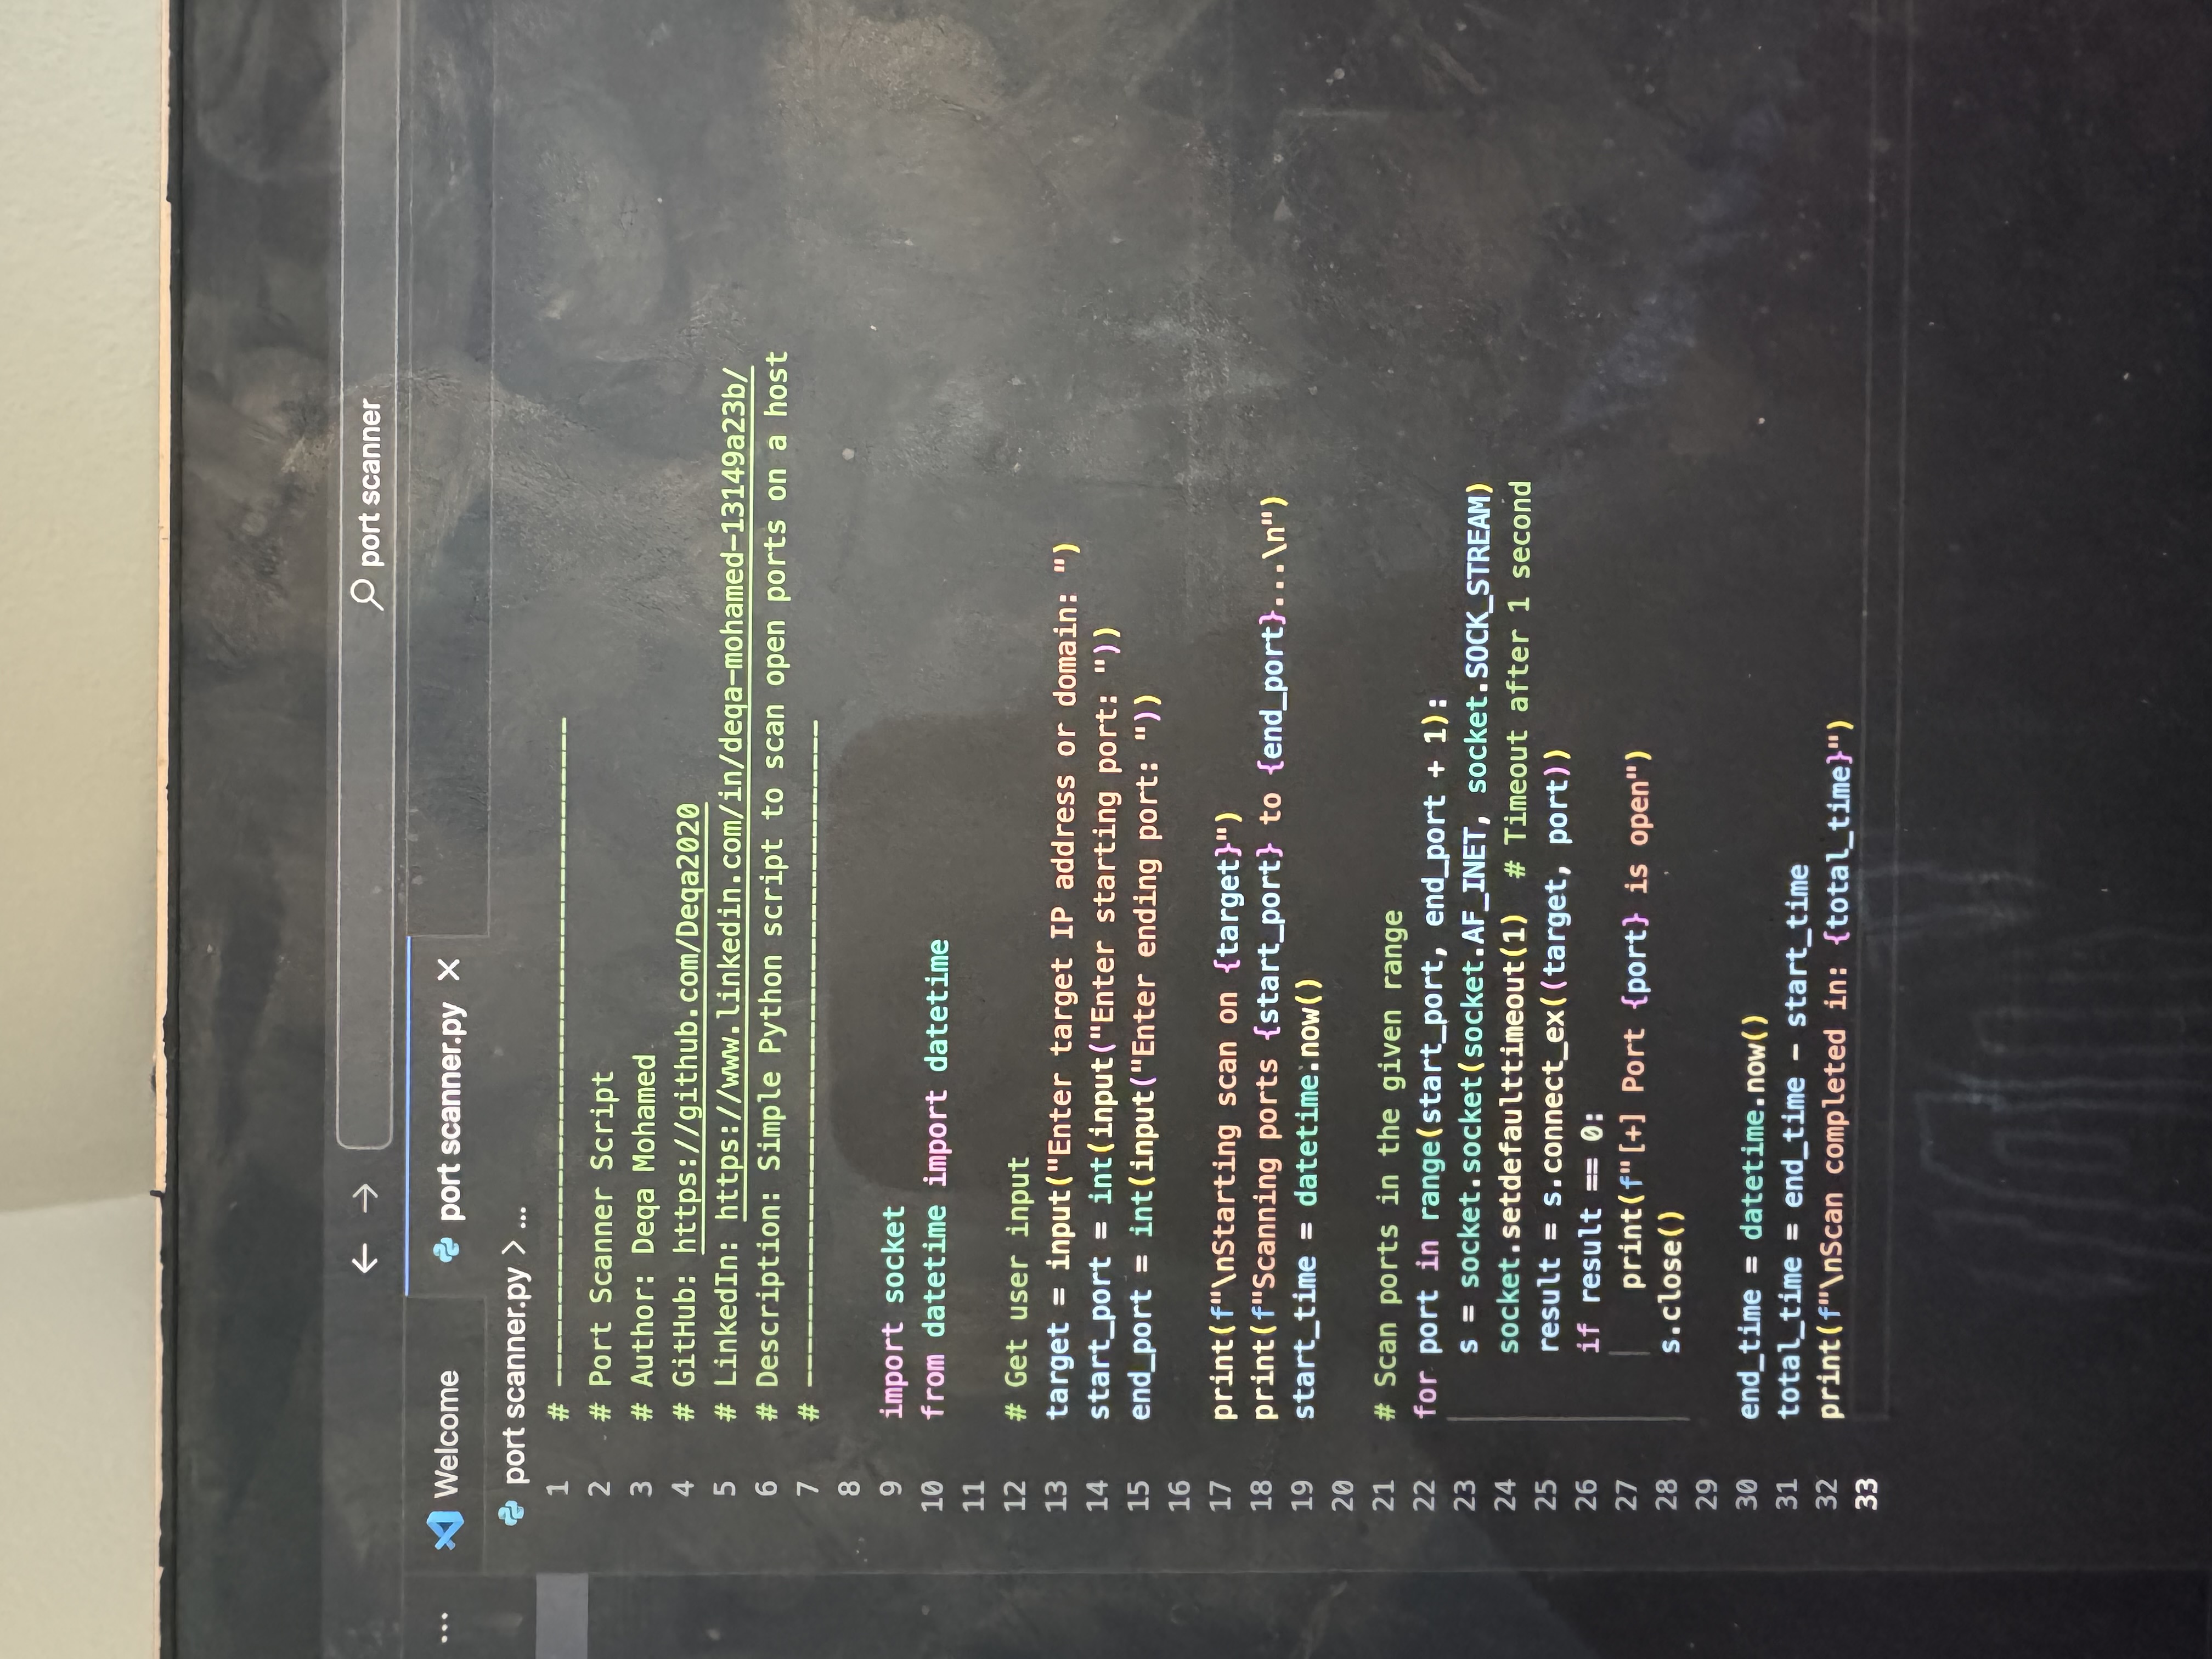 port scanner
... Welcome port scanner.py
port scanner.py > ...
1 # ----------------------------------------
2 # Port Scanner Script
3 # Author: Deqa Mohamed
4 # GitHub: https://github.com/Deqa2020
5 # LinkedIn: https://www.linkedin.com/in/deqa-mohamed-13149a23b/
6 # Description: Simple Python script to scan open ports on a host
7 # ----------------------------------------
8
9 import socket
10 from datetime import datetime
11
12 # Get user input
13 target = input("Enter target IP address or domain: ")
14 start_port = int(input("Enter starting port: "))
15 end_port = int(input("Enter ending port: "))
16
17 print(f"\nStarting scan on {target}")
18 print(f"Scanning ports {start_port} to {end_port}...\n")
19 start_time = datetime.now()
20
21 # Scan ports in the given range
22 for port in range(start_port, end_port + 1):
23     s = socket.socket(socket.AF_INET, socket.SOCK_STREAM)
24     socket.setdefaulttimeout(1)  # Timeout after 1 second
25     result = s.connect_ex((target, port))
26     if result == 0:
27         print(f"[+] Port {port} is open")
28     s.close()
29
30 end_time = datetime.now()
31 total_time = end_time - start_time
32 print(f"\nScan completed in: {total_time}")
33